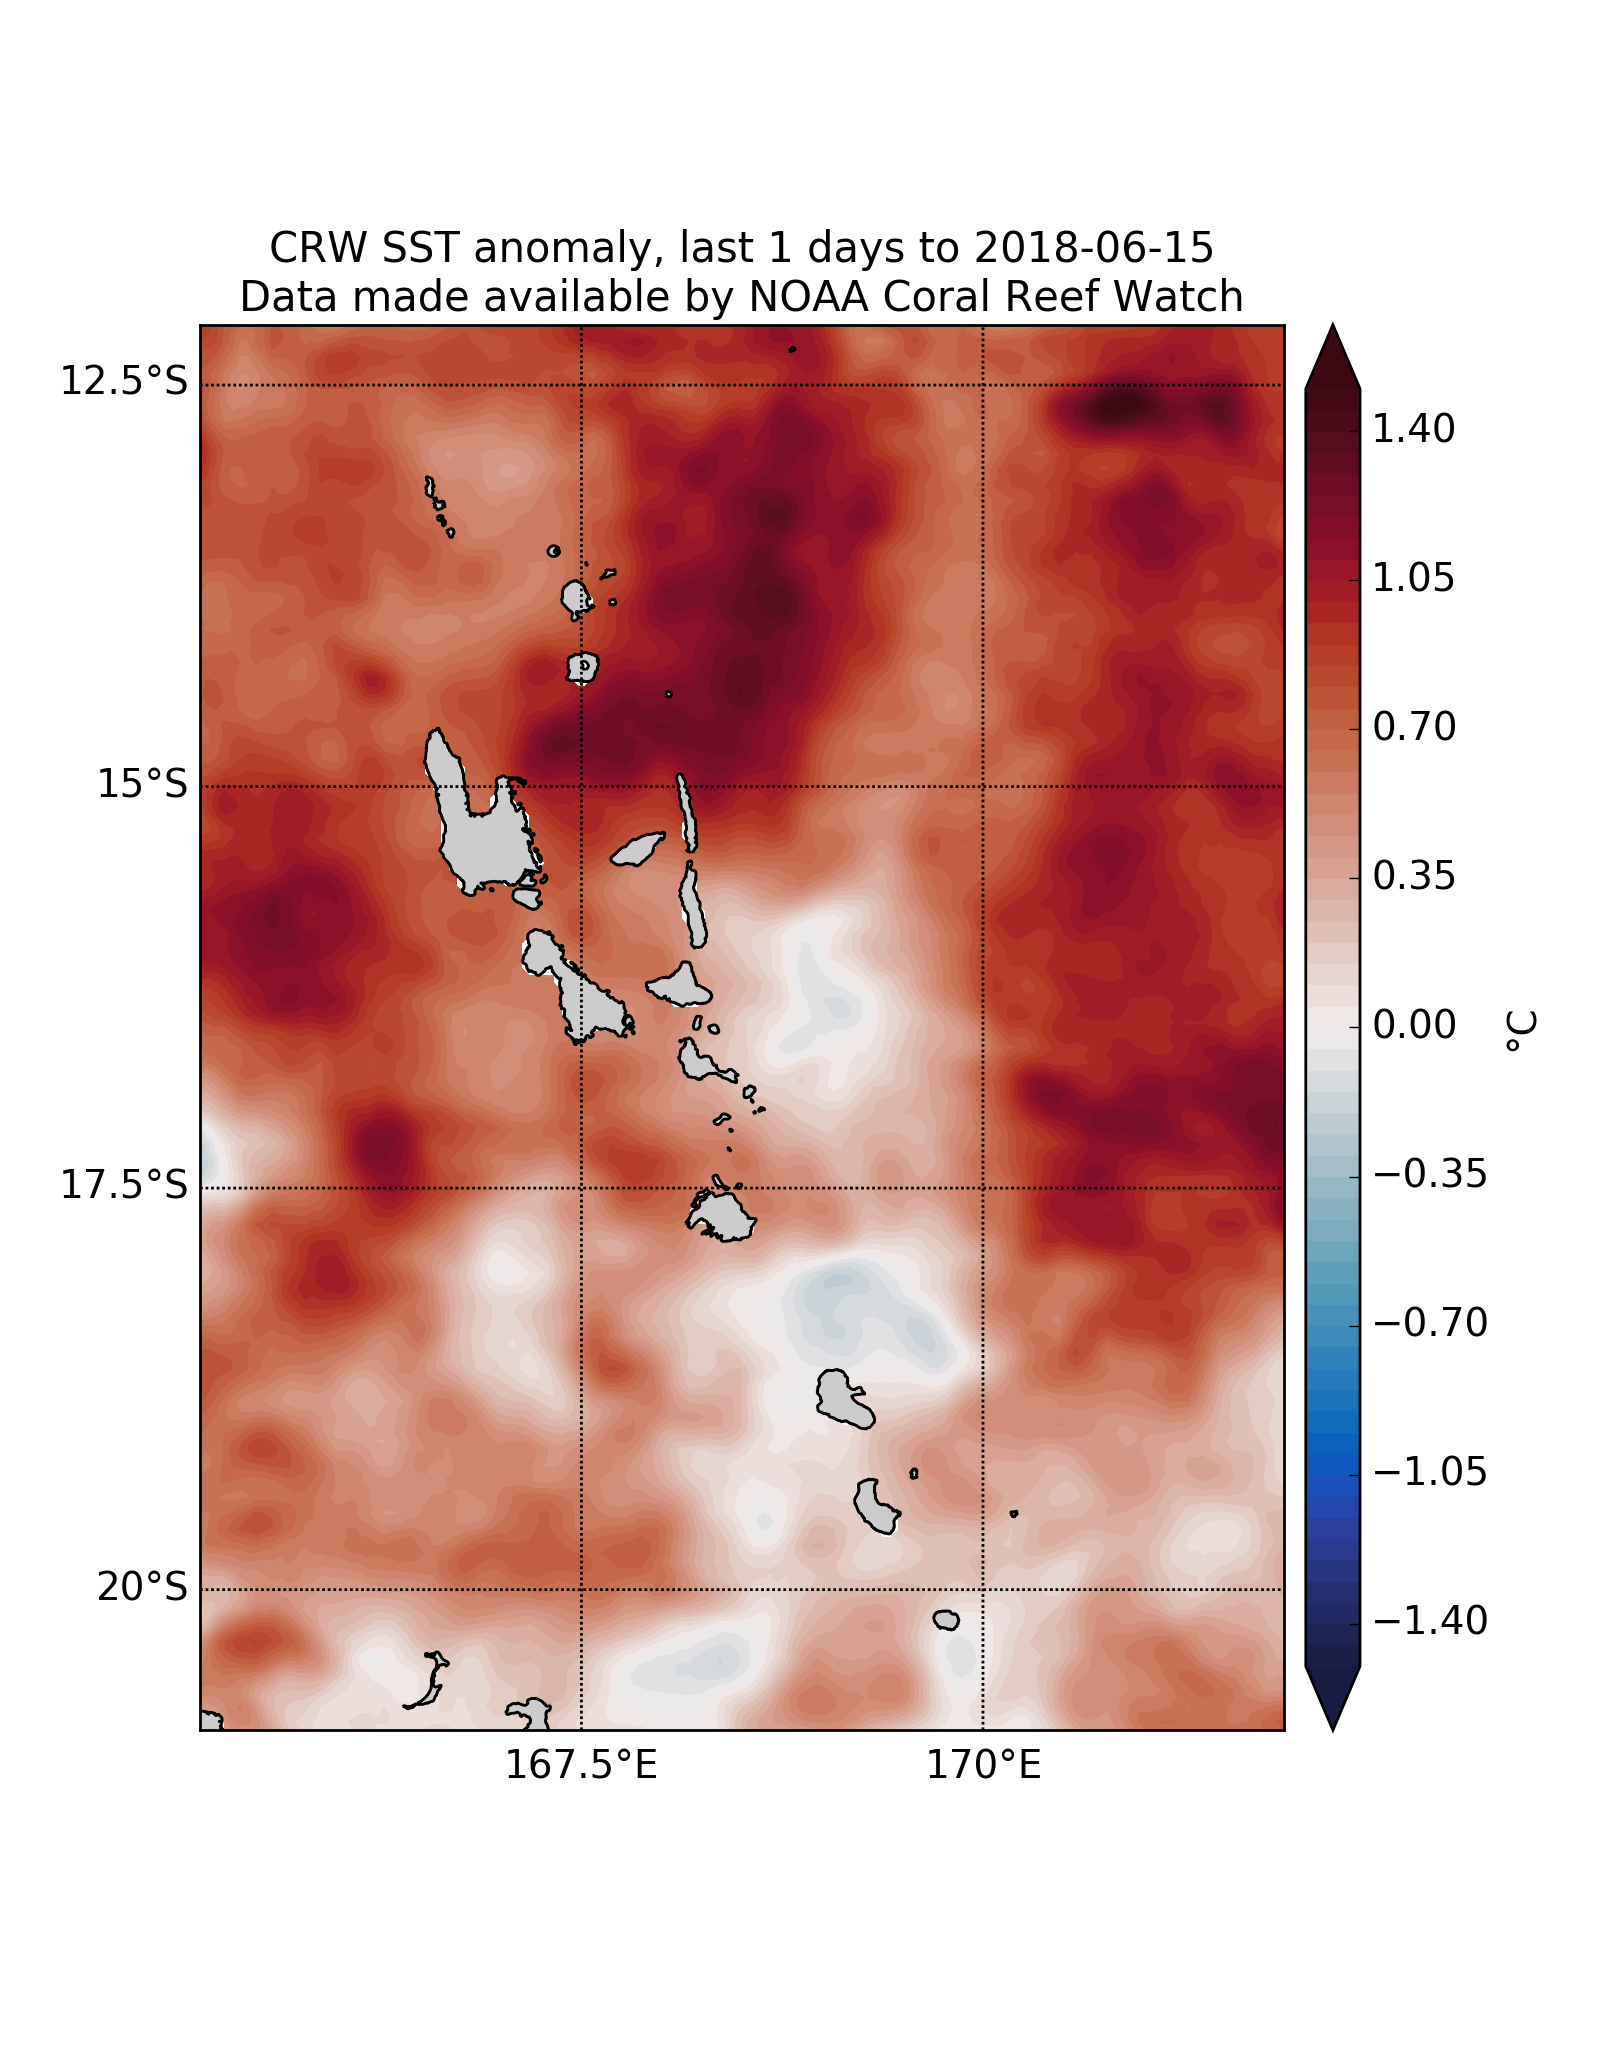 CRW SST anomaly, last 1 days to 2018-06-15
Data made available by NOAA Coral Reef Watch
12.5°S
15°S
17.5°S
20°S
167.5°E
170°E
1.40
1.05
0.70
0.35
0.00
−0.35
−0.70
−1.05
−1.40
°C